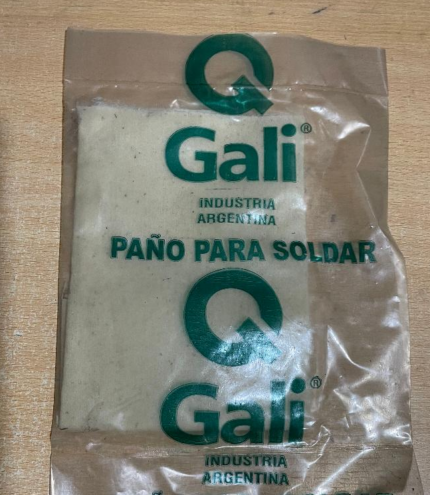 Gali®
INDUSTRIA
ARGENTINA
PAÑO PARA SOLDAR
Gali®
INDUSTRIA
ARGENTINA